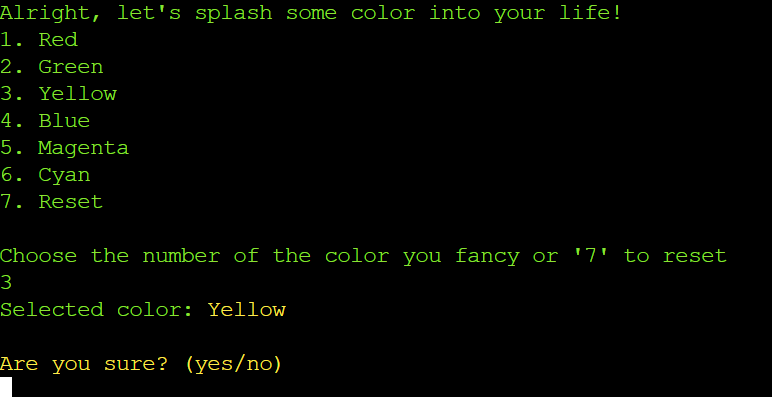 Alright, let's splash some color into your life!
1. Red
2. Green
3. Yellow
4. Blue
5. Magenta
6. Cyan
7. Reset
Choose the number of the color you fancy or '7' to reset
3
Selected color: Yellow
Are you sure? (yes/no)